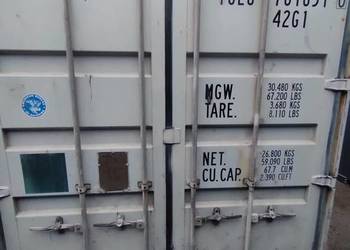 42G1
MGW. 30.480 KGS
67.200 LBS
TARE. 3.680 KGS
8.110 LBS
NET. 26.800 KGS
59.090 LBS
CU.CAP. 67.7 CU.M
2.390 CU.FT